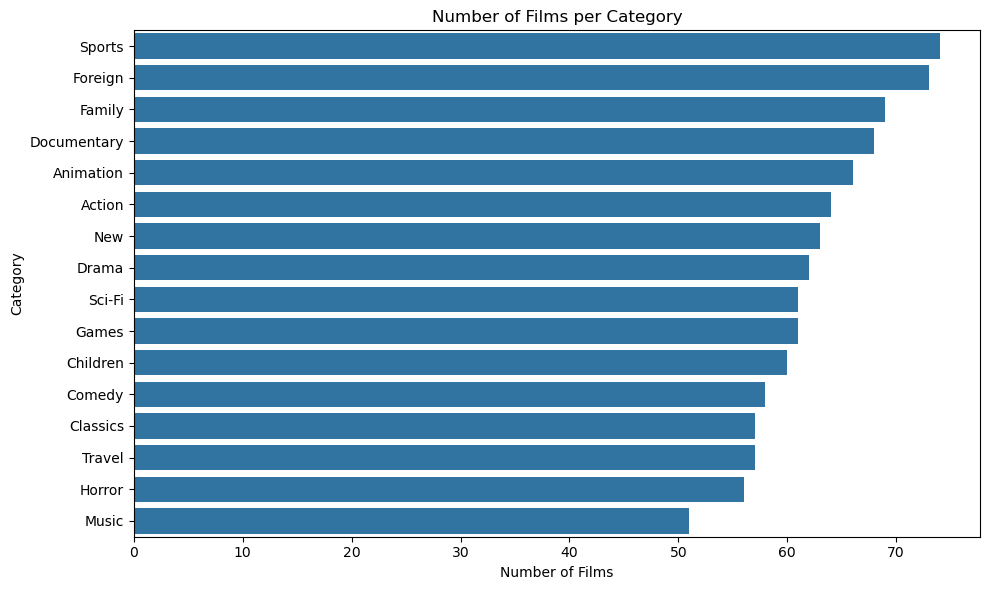 Number of Films per Category
Category
Sports
Foreign
Family
Documentary
Animation
Action
New
Drama
Sci-Fi
Games
Children
Comedy
Classics
Travel
Horror
Music
0 10 20 30 40 50 60 70
Number of Films